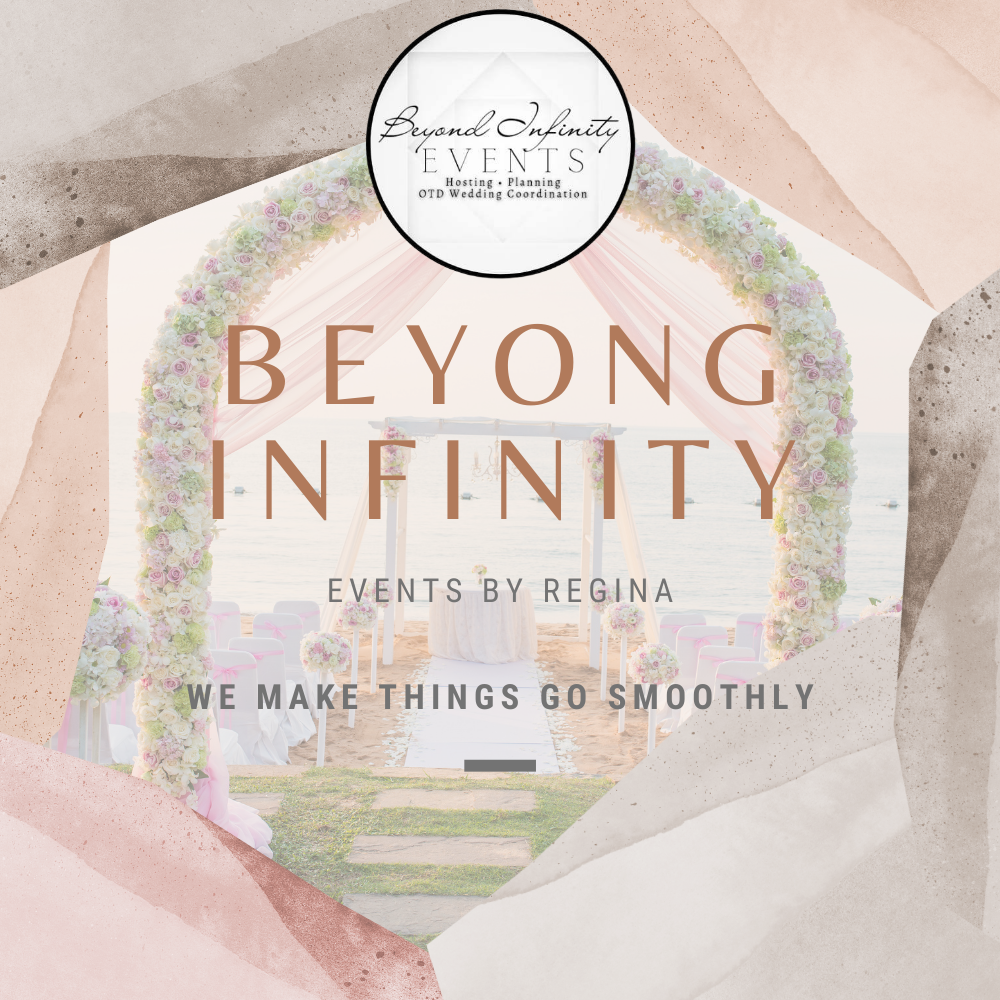 Beyond Infinity
EVENTS
Hosting • Planning
OTD Wedding Coordination
BEYONG
INFINITY
EVENTS BY REGINA
WE MAKE THINGS GO SMOOTHLY